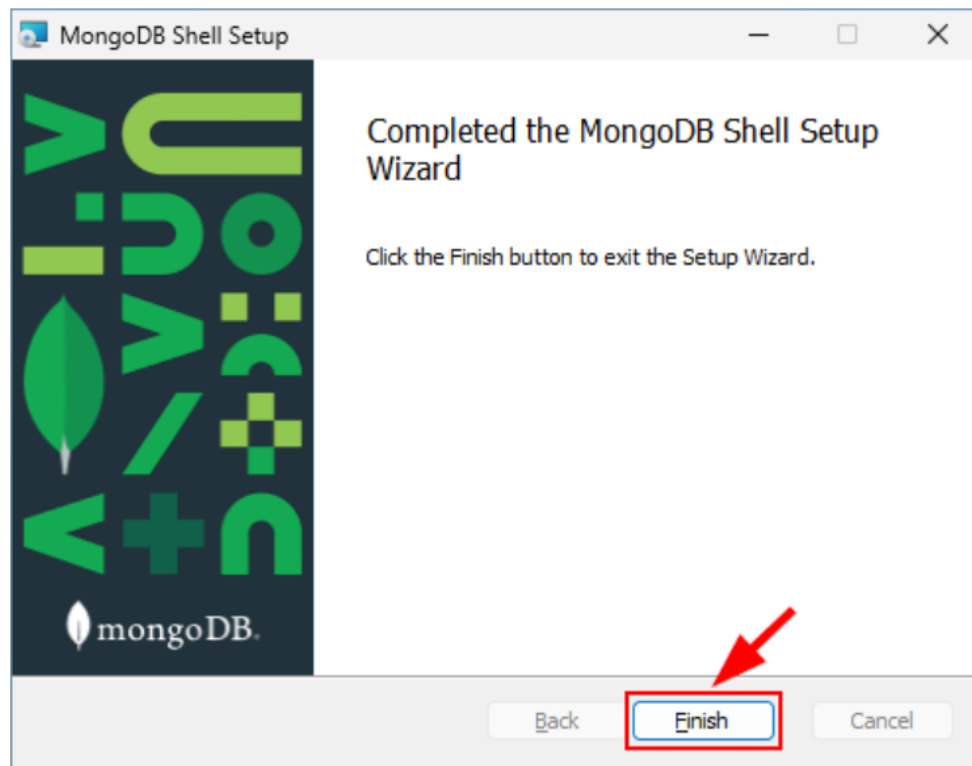 MongoDB Shell Setup
Completed the MongoDB Shell Setup
Wizard
Click the Finish button to exit the Setup Wizard.
mongoDB.
Back
Finish
Cancel